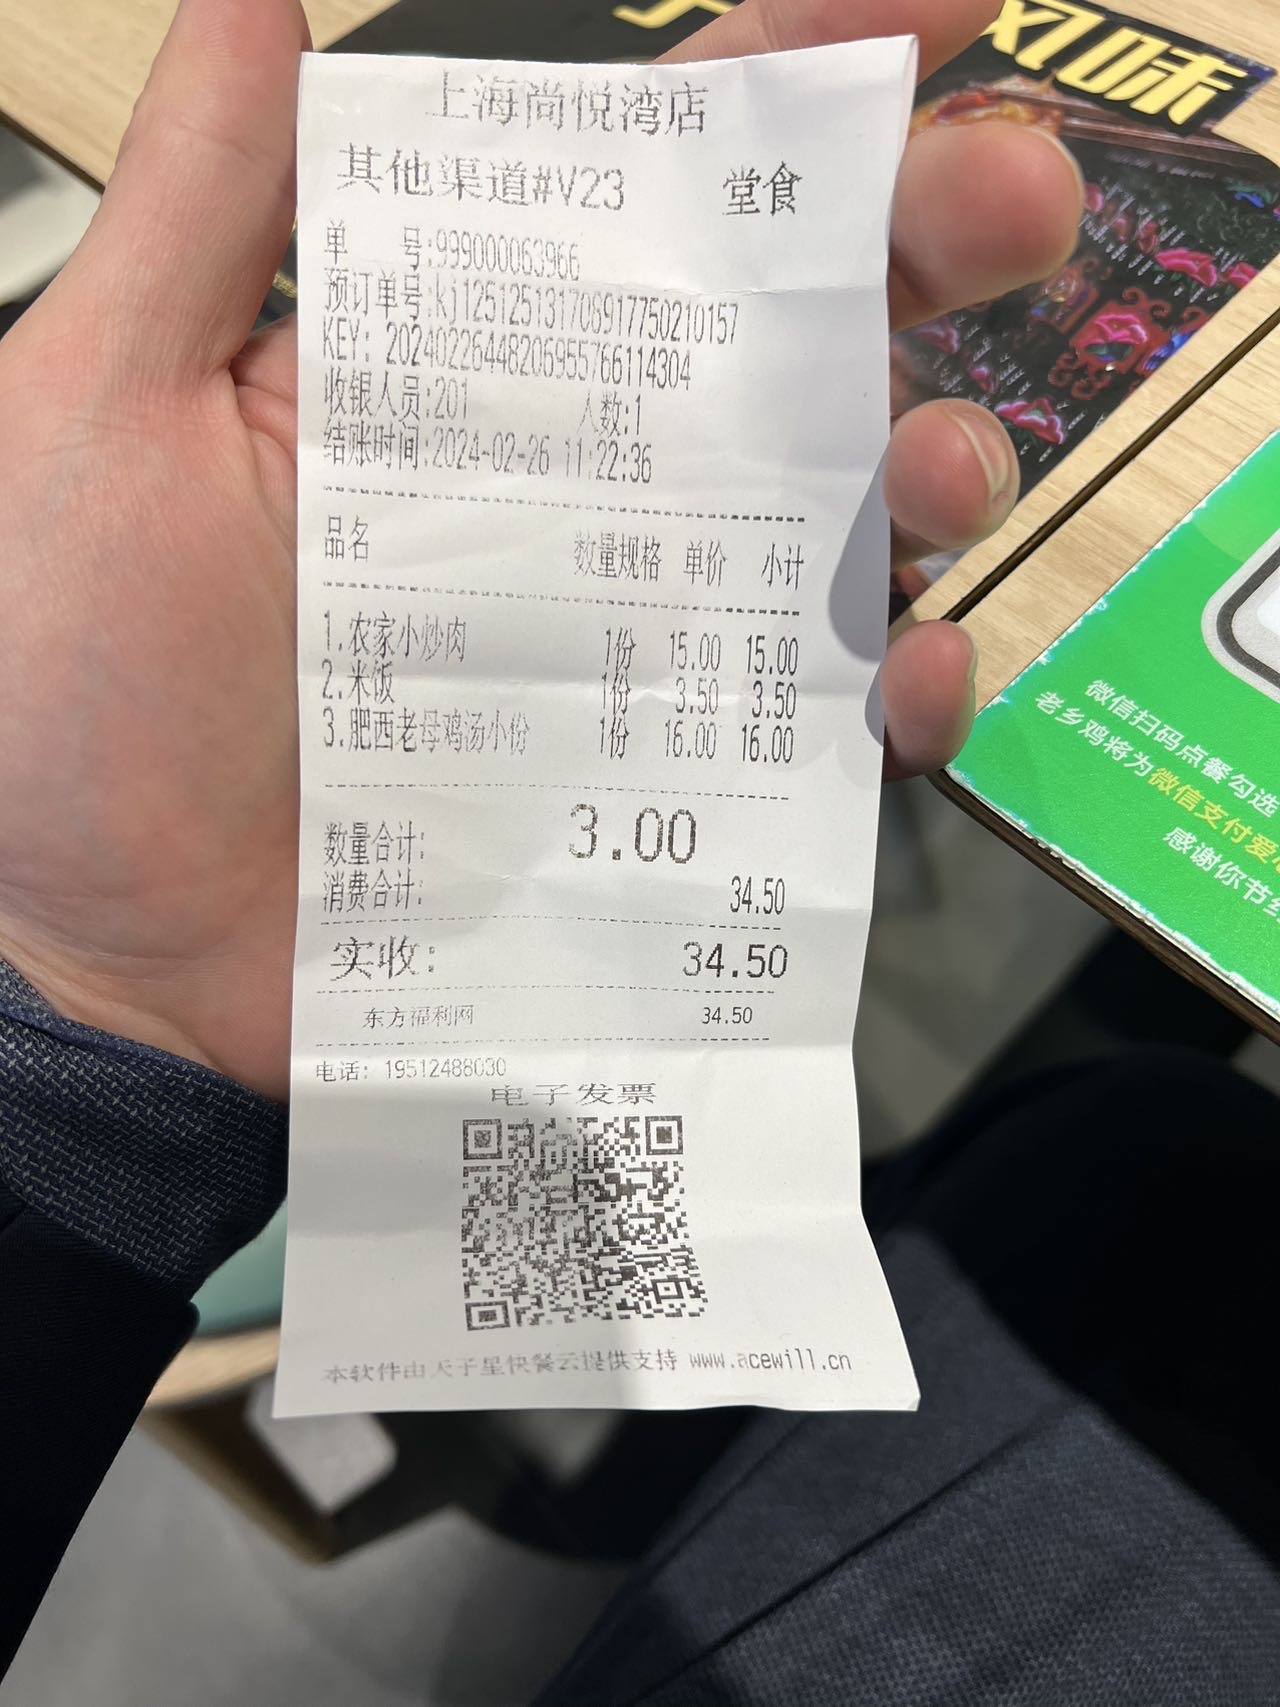 风味
上海尚悦湾店
其他渠道#V23 堂食
单 号:999000063966
预订单号:kj12512513170891775021015​7
KEY: 20240226448206955766114304
收银人员:201 人数:1
结账时间:2024-02-26 11:22:36
品名 数量规格 单价 小计
1.农家小炒肉 1份 15.00 15.00
2.米饭 1份 3.50 3.50
3.肥西老母鸡汤小份 1份 16.00 16.00
数量合计: 3.00
消费合计: 34.50
实收: 34.50
东方福利网 34.50
电话: 19512488030
电子发票
本软件由天子星快餐云提供支持 www.acewill.cn
微信扫码点餐勾选
老乡鸡将为微信支付爱
感谢你节